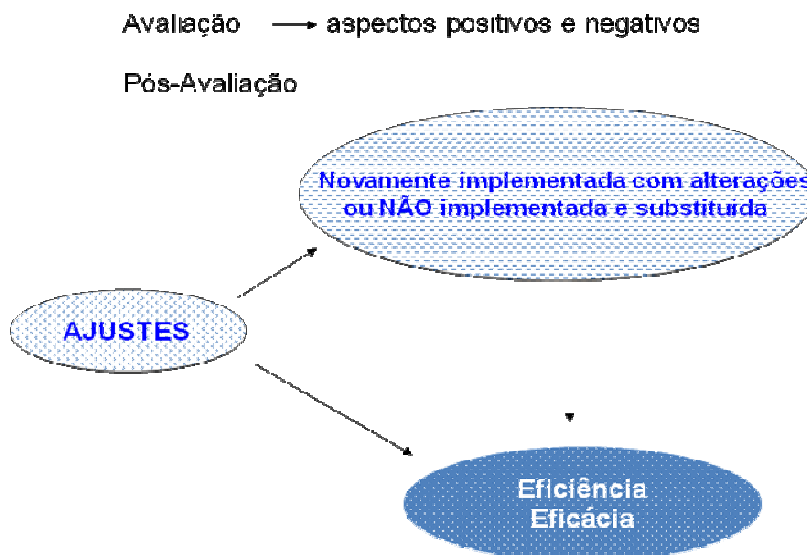 Avaliação → aspectos positivos e negativos
Pós-Avaliação
Novamente implementada com alterações
ou NÃO implementada e substituída
AJUSTES
Eficiência
Eficácia